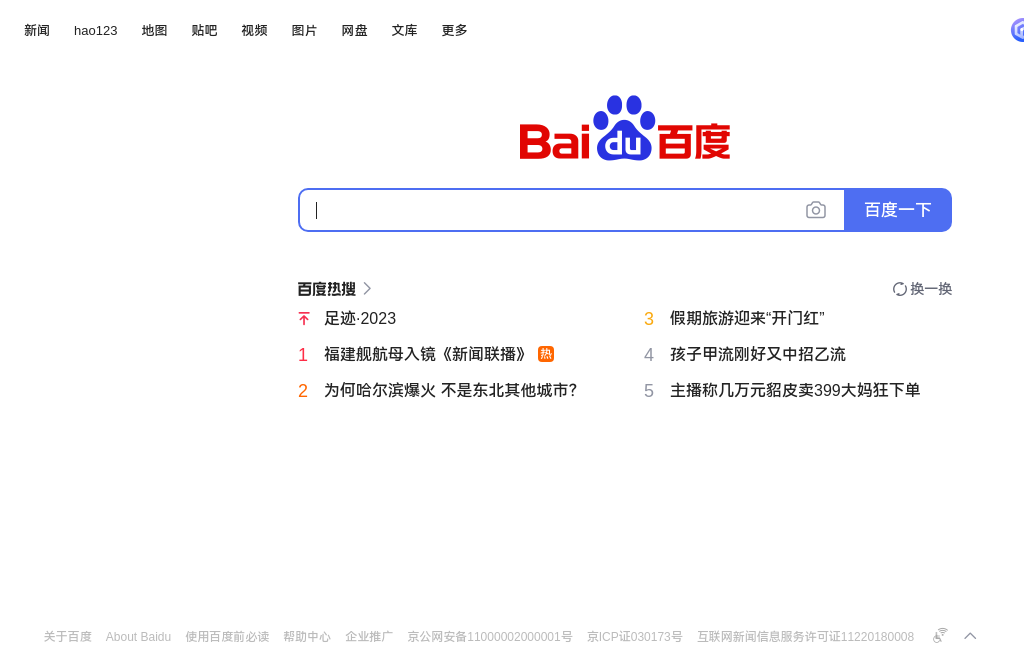 新闻 hao123 地图 贴吧 视频 图片 网盘 文库 更多
Bai du 百度
百度一下
百度热搜
换一换
足迹·2023
1 福建舰航母入镜《新闻联播》 热
2 为何哈尔滨爆火 不是东北其他城市?
3 假期旅游迎来“开门红”
4 孩子甲流刚好又中招乙流
5 主播称几万元貂皮卖399大妈狂下单
关于百度 About Baidu 使用百度前必读 帮助中心 企业推广 京公网安备11000002000001号 京ICP证030173号 互联网新闻信息服务许可证11220180008